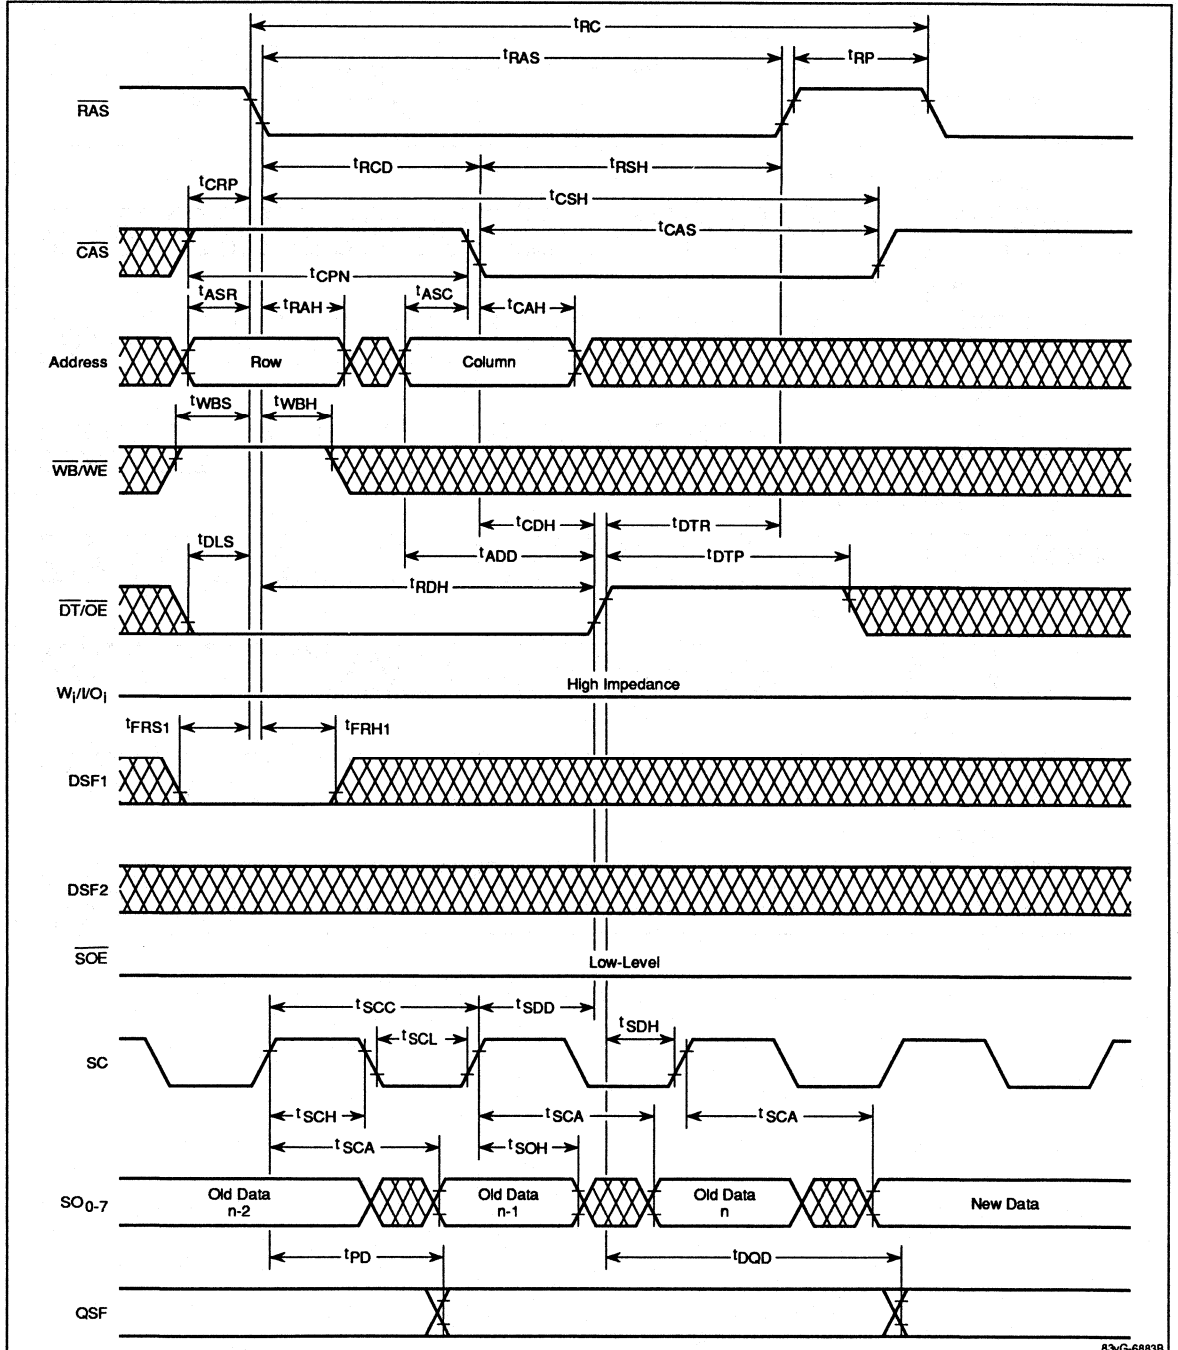 tRC
tRAS
tRP
RAS
tRCD
tRSH
tCRP
tCSH
tCAS
CAS
tCPN
tASR
tRAH
tASC
tCAH
Address
Row
Column
tWBS
tWBH
WB/WE
tCDH
tDTR
tDLS
tADD
tDTP
tRDH
DT/OE
High Impedance
Wi/I/Oi
tFRS1
tFRH1
DSF1
DSF2
SOE
Low-Level
tSCC
tSDD
tSCL
tSDH
SC
tSCH
tSCA
tSCA
tSCA
tSOH
SO0-7
Old Data
n-2
Old Data
n-1
Old Data
n
New Data
tPD
tDQD
QSF
83vG-6883B